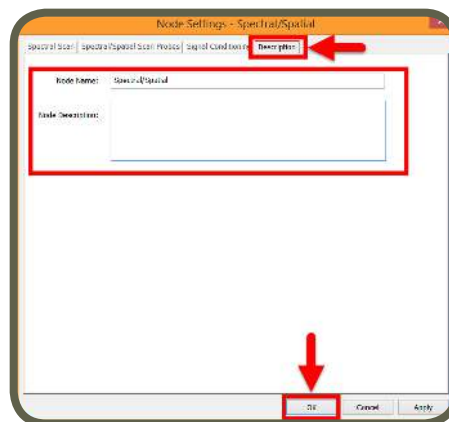 Node Settings - Spectral/Spatial
Spectral Scan Spectral/Spatial Scan Probes Signal Conditioning Description
Node Name: Spectral/Spatial
Node Description:
OK Cancel Apply